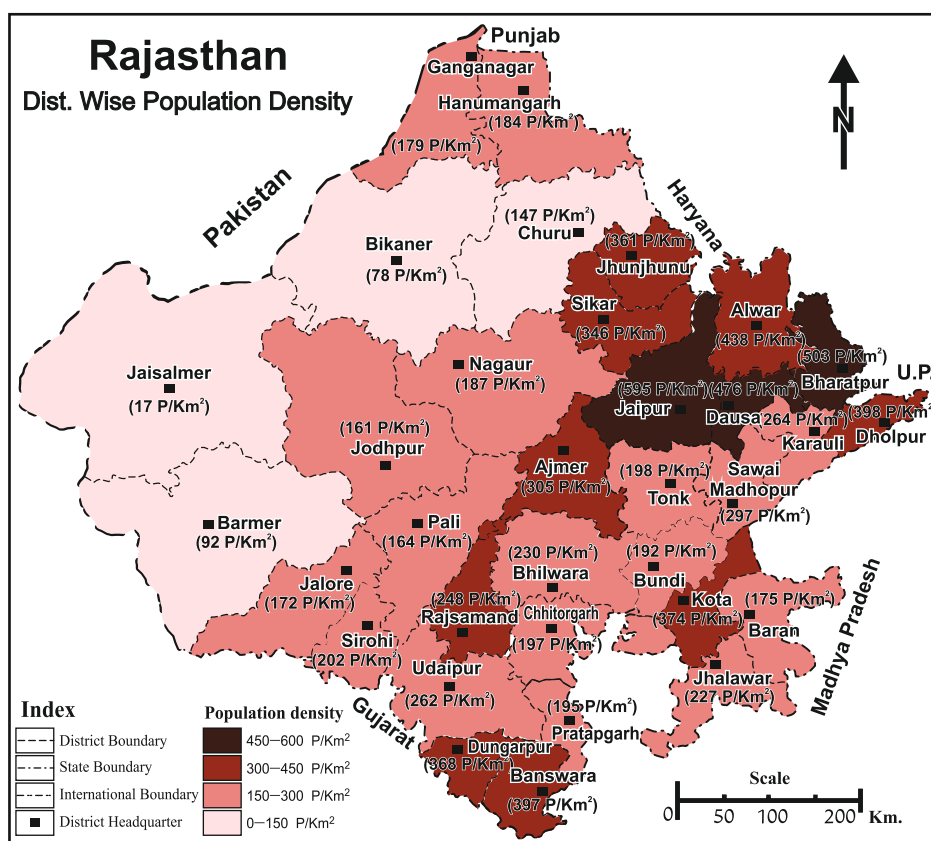 Rajasthan
Dist. Wise Population Density
Punjab
Ganganagar
Hanumangarh
(184 P/Km²)
(179 P/Km²)
N
Pakistan
Haryana
(147 P/Km²)
Churu
Bikaner
(78 P/Km²)
(361 P/Km²)
Jhunjhunu
Sikar
(346 P/Km²)
Alwar
(438 P/Km²)
(503 P/Km²)
Bharatpur
U.P.
Nagaur
(187 P/Km²)
Jaisalmer
(17 P/Km²)
(595 P/Km²)
Jaipur
(476 P/Km²)
Dausa
(264 P/Km²)
Karauli
(398 P/Km²
Dholpur
(161 P/Km²)
Jodhpur
Ajmer
(305 P/Km²)
(198 P/Km²)
Tonk
Sawai
Madhopur
(297 P/Km²)
Barmer
(92 P/Km²)
Pali
(164 P/Km²)
(230 P/Km²)
Bhilwara
(192 P/Km²)
Bundi
Jalore
(172 P/Km²)
(248 P/Km²)
Rajsamand
Chhitorgarh
(197 P/Km²)
Kota
(374 P/Km²)
(175 P/Km²)
Baran
Madhya Pradesh
Sirohi
(202 P/Km²)
Udaipur
(262 P/Km²)
Jhalawar
(227 P/Km²)
Gujarat
(195 P/Km²)
Pratapgarh
Dungarpur
(368 P/Km²)
Banswara
(397 P/Km²)
Index
District Boundary
State Boundary
International Boundary
District Headquarter
Population density
450–600 P/Km²
300–450 P/Km²
150–300 P/Km²
0–150 P/Km²
Scale
0 50 100 200 Km.